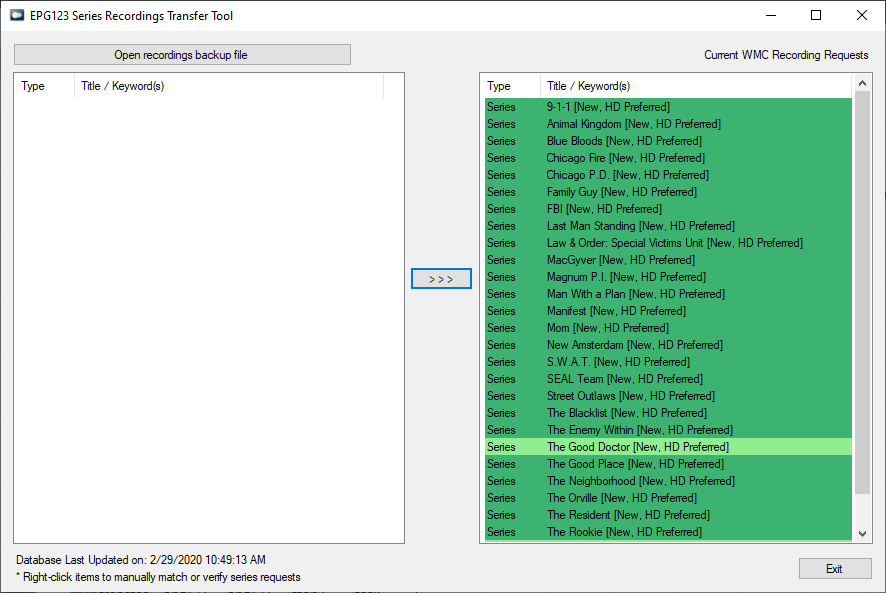 EPG123 Series Recordings Transfer Tool
Open recordings backup file
Current WMC Recording Requests
Type Title / Keyword(s)
Type Title / Keyword(s)
Series 9-1-1 [New, HD Preferred]
Series Animal Kingdom [New, HD Preferred]
Series Blue Bloods [New, HD Preferred]
Series Chicago Fire [New, HD Preferred]
Series Chicago P.D. [New, HD Preferred]
Series Family Guy [New, HD Preferred]
Series FBI [New, HD Preferred]
Series Last Man Standing [New, HD Preferred]
Series Law & Order: Special Victims Unit [New, HD Preferred]
Series MacGyver [New, HD Preferred]
Series Magnum P.I. [New, HD Preferred]
Series Man With a Plan [New, HD Preferred]
Series Manifest [New, HD Preferred]
Series Mom [New, HD Preferred]
Series New Amsterdam [New, HD Preferred]
Series S.W.A.T. [New, HD Preferred]
Series SEAL Team [New, HD Preferred]
Series Street Outlaws [New, HD Preferred]
Series The Blacklist [New, HD Preferred]
Series The Enemy Within [New, HD Preferred]
Series The Good Doctor [New, HD Preferred]
Series The Good Place [New, HD Preferred]
Series The Neighborhood [New, HD Preferred]
Series The Orville [New, HD Preferred]
Series The Resident [New, HD Preferred]
Series The Rookie [New, HD Preferred]
> > >
Database Last Updated on: 2/29/2020 10:49:13 AM
* Right-click items to manually match or verify series requests
Exit